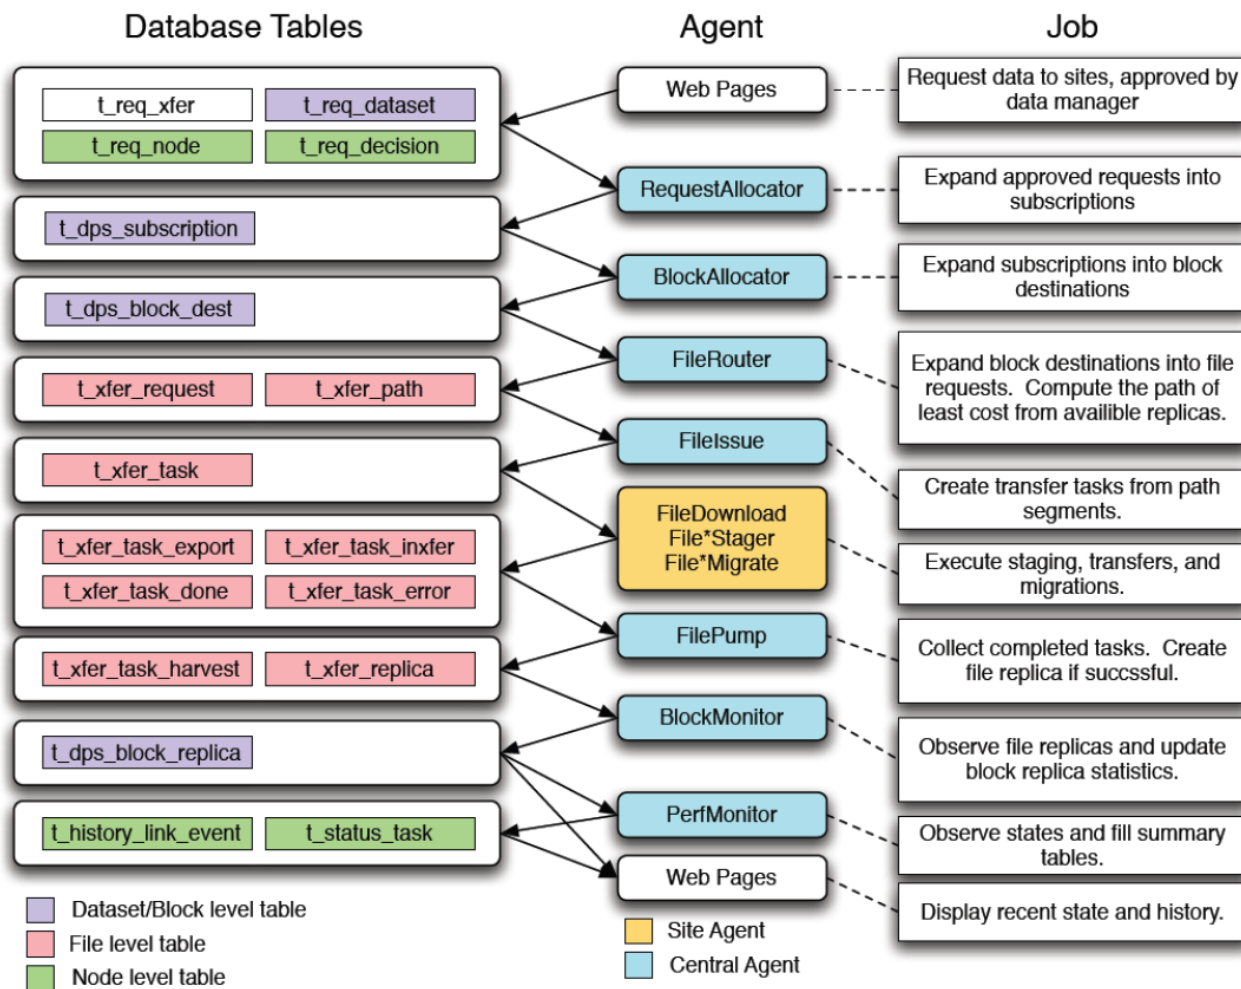 Database Tables
Agent
Job
t_req_xfer
t_req_dataset
t_req_node
t_req_decision
t_dps_subscription
t_dps_block_dest
t_xfer_request
t_xfer_path
t_xfer_task
t_xfer_task_export
t_xfer_task_inxfer
t_xfer_task_done
t_xfer_task_error
t_xfer_task_harvest
t_xfer_replica
t_dps_block_replica
t_history_link_event
t_status_task
Dataset/Block level table
File level table
Node level table
Web Pages
RequestAllocator
BlockAllocator
FileRouter
FileIssue
FileDownload
File*Stager
File*Migrate
FilePump
BlockMonitor
PerfMonitor
Web Pages
Site Agent
Central Agent
Request data to sites, approved by
data manager
Expand approved requests into
subscriptions
Expand subscriptions into block
destinations
Expand block destinations into file
requests. Compute the path of
least cost from availible replicas.
Create transfer tasks from path
segments.
Execute staging, transfers, and
migrations.
Collect completed tasks. Create
file replica if succssful.
Observe file replicas and update
block replica statistics.
Observe states and fill summary
tables.
Display recent state and history.